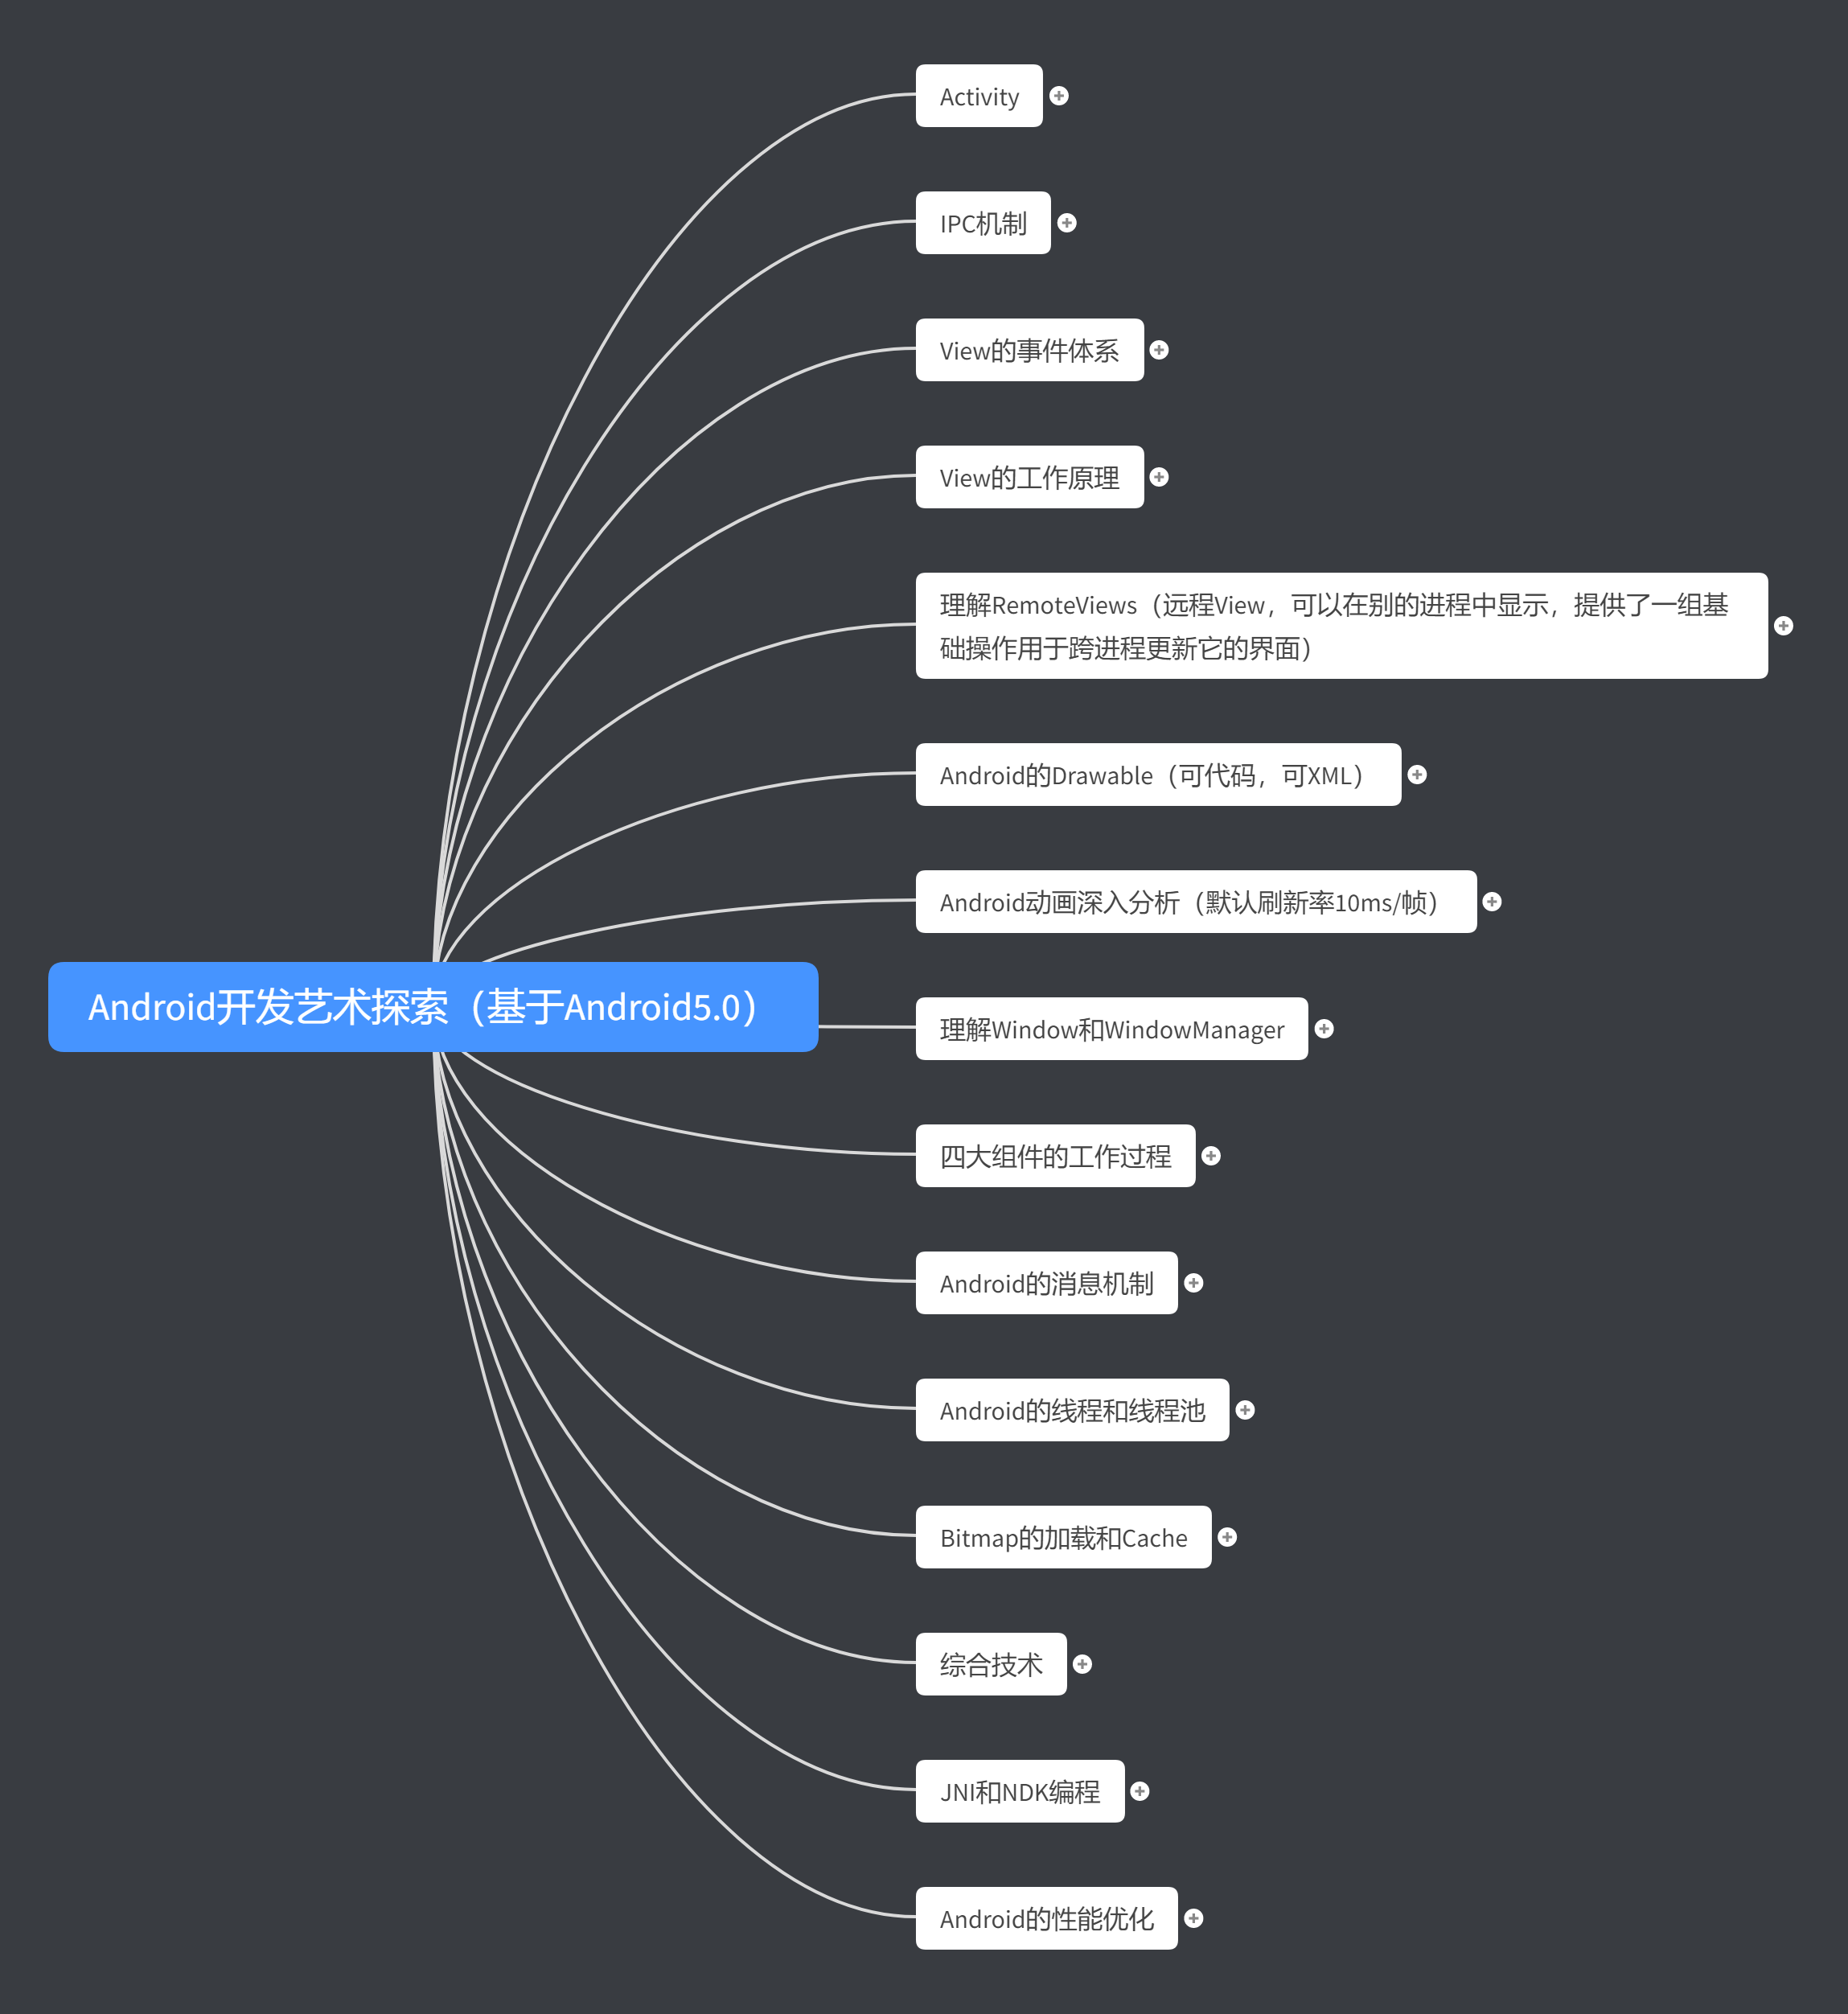 Activity
IPC机制
View的事件体系
View的工作原理
理解RemoteViews（远程View，可以在别的进程中显示，提供了一组基
础操作用于跨进程更新它的界面）
Android的Drawable（可代码，可XML）
Android动画深入分析（默认刷新率10ms/帧）
Android开发艺术探索（基于Android5.0）
理解Window和WindowManager
四大组件的工作过程
Android的消息机制
Android的线程和线程池
Bitmap的加载和Cache
综合技术
JNI和NDK编程
Android的性能优化